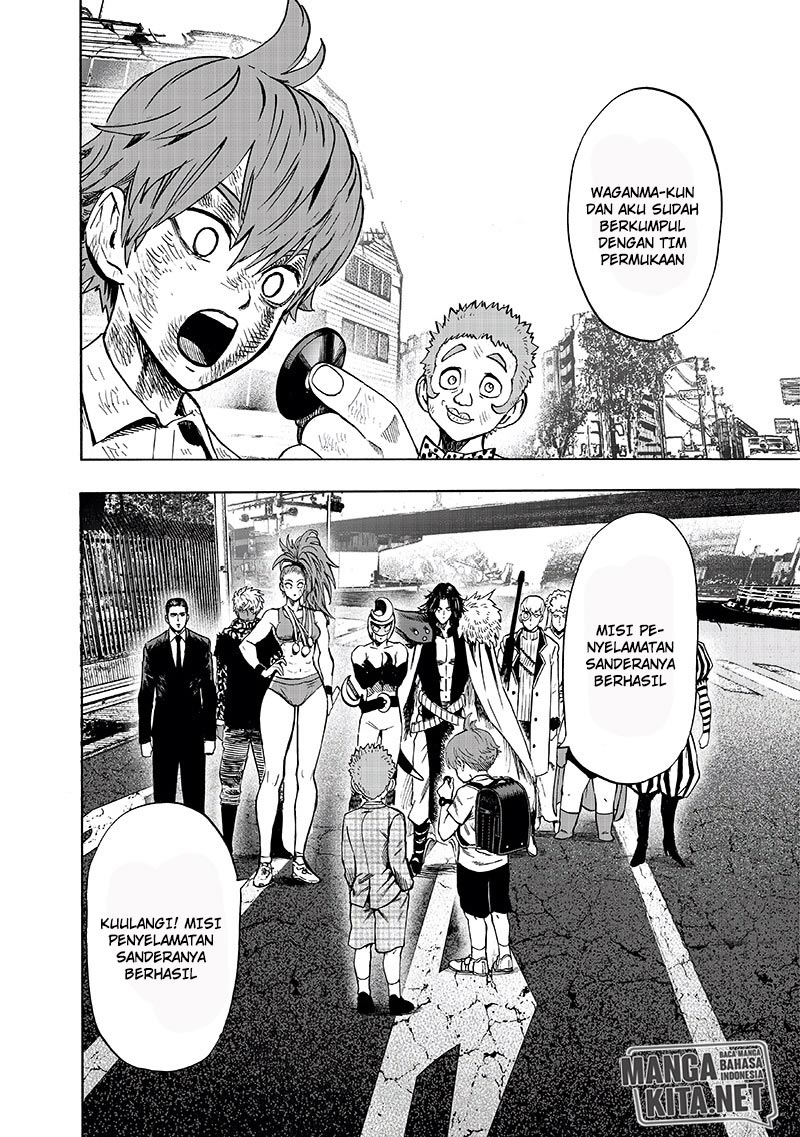 WAGANMA-KUN
DAN AKU SUDAH
BERKUMPUL
DENGAN TIM
PERMUKAAN
MISI PE-
NYELAMATAN
SANDERANYA
BERHASIL
KUULANGI! MISI
PENYELAMATAN
SANDERANYA
BERHASIL
MANGA
BACA MANGA
BAHASA
INDONESIA
KITA.NET